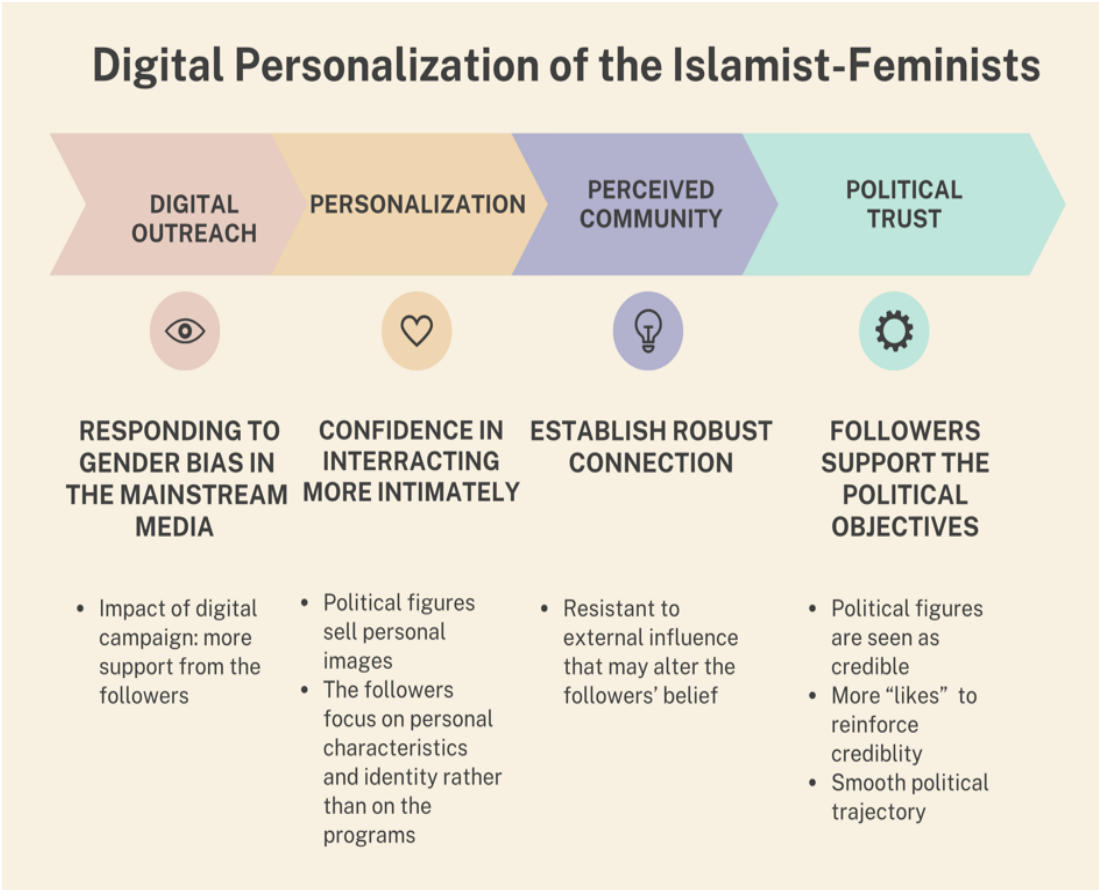 Digital Personalization of the Islamist-Feminists
DIGITAL
OUTREACH
PERSONALIZATION
PERCEIVED
COMMUNITY
POLITICAL
TRUST
RESPONDING TO
GENDER BIAS IN
THE MAINSTREAM
MEDIA
• Impact of digital
campaign: more
support from the
followers
CONFIDENCE IN
INTERRACTING
MORE INTIMATELY
• Political figures
sell personal
images
• The followers
focus on personal
characteristics
and identity rather
than on the
programs
ESTABLISH ROBUST
CONNECTION
• Resistant to
external influence
that may alter the
followers’ belief
FOLLOWERS
SUPPORT THE
POLITICAL
OBJECTIVES
• Political figures
are seen as
credible
• More “likes” to
reinforce
crediblity
• Smooth political
trajectory